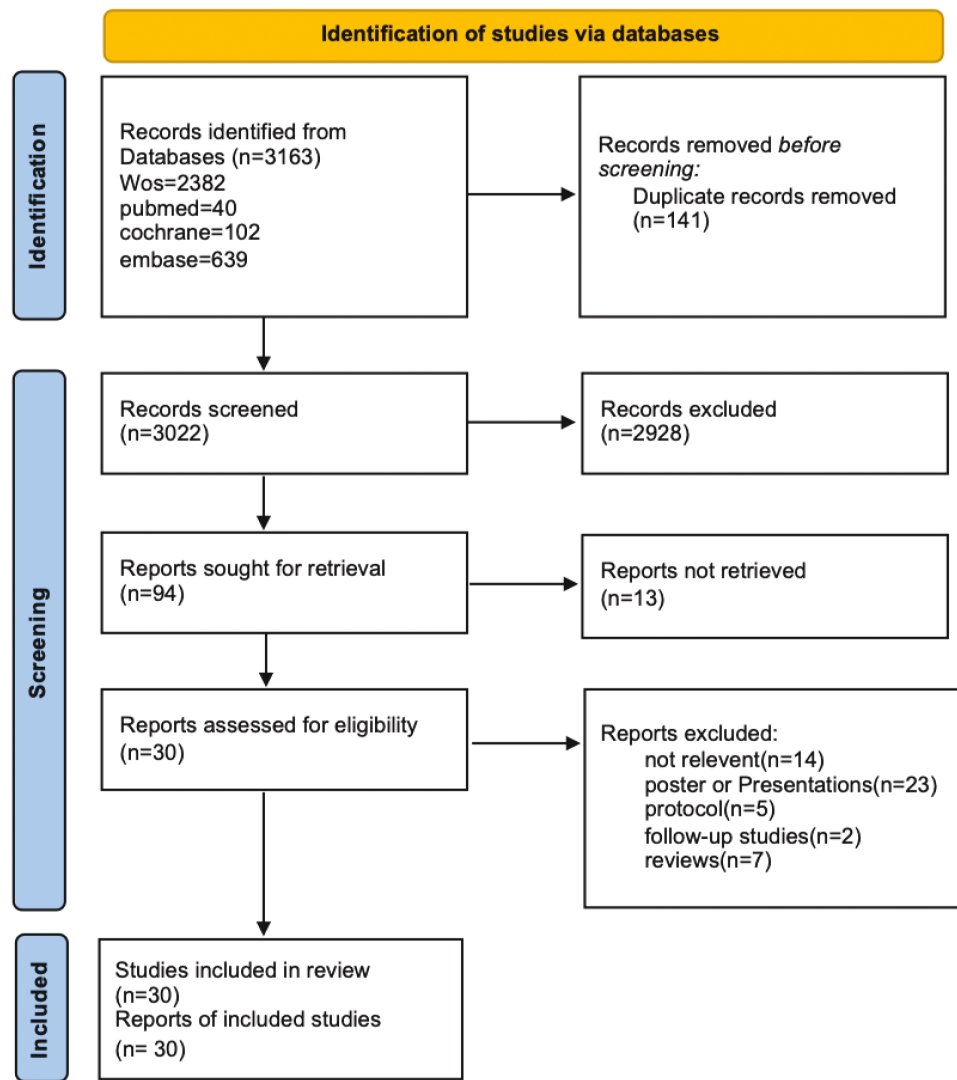 Identification of studies via databases
Identification
Records identified from
Databases (n=3163)
Wos=2382
pubmed=40
cochrane=102
embase=639
Records removed before
screening:
Duplicate records removed
(n=141)
Screening
Records screened
(n=3022)
Records excluded
(n=2928)
Reports sought for retrieval
(n=94)
Reports not retrieved
(n=13)
Reports assessed for eligibility
(n=30)
Reports excluded:
not relevent(n=14)
poster or Presentations(n=23)
protocol(n=5)
follow-up studies(n=2)
reviews(n=7)
Included
Studies included in review
(n=30)
Reports of included studies
(n= 30)